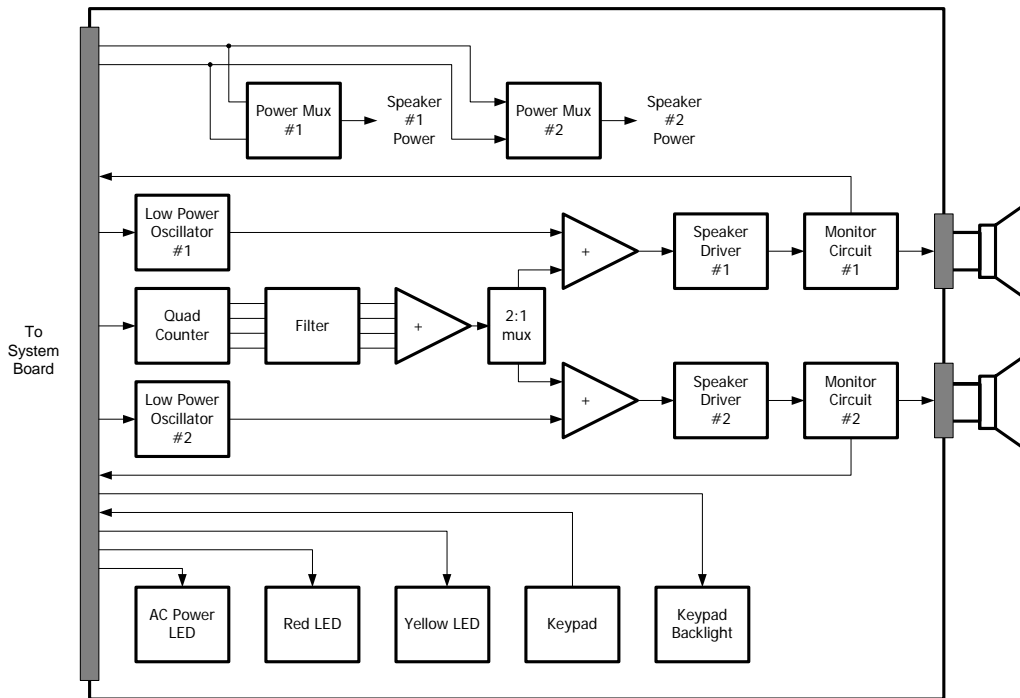 Power Mux
#1
Speaker
#1
Power
Power Mux
#2
Speaker
#2
Power
Low Power
Oscillator
#1
+
Speaker
Driver
#1
Monitor
Circuit
#1
To
System
Board
Quad
Counter
Filter
+
2:1
mux
Low Power
Oscillator
#2
+
Speaker
Driver
#2
Monitor
Circuit
#2
AC Power
LED
Red LED
Yellow LED
Keypad
Keypad
Backlight